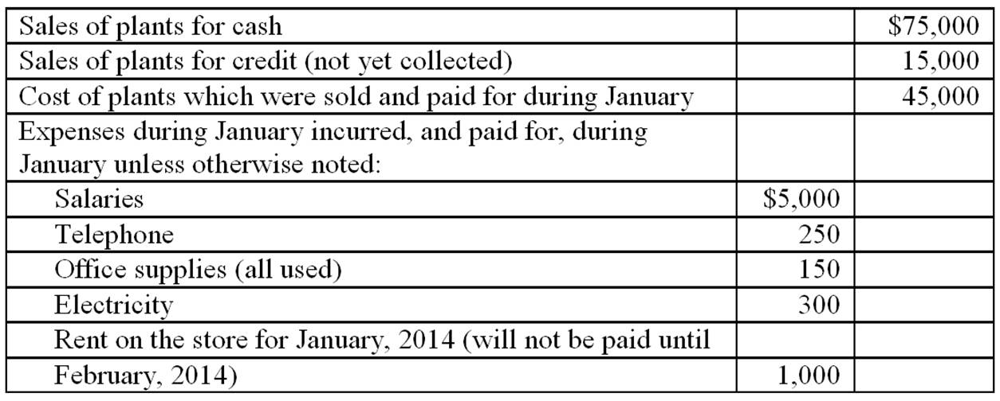 Sales of plants for cash $75,000
Sales of plants for credit (not yet collected) 15,000
Cost of plants which were sold and paid for during January 45,000
Expenses during January incurred, and paid for, during
January unless otherwise noted:
Salaries $5,000
Telephone 250
Office supplies (all used) 150
Electricity 300
Rent on the store for January, 2014 (will not be paid until
February, 2014) 1,000